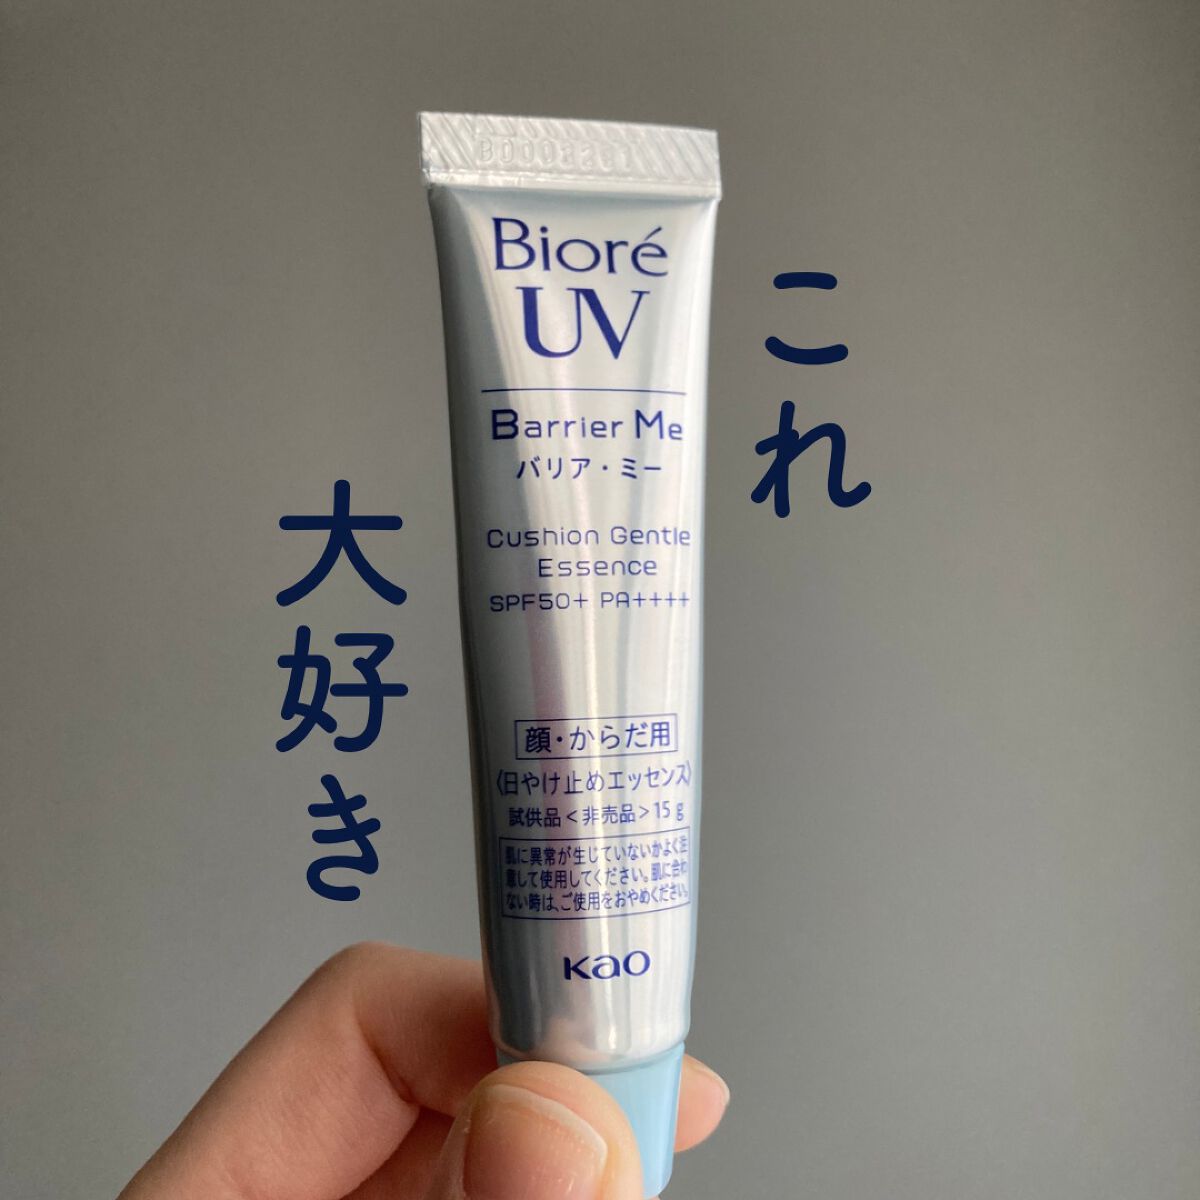 これ
大好き
Bioré
UV
Barrier Me
バリア・ミー
Cushion Gentle
Essence
SPF50+ PA++++
顔・からだ用
〈日やけ止めエッセンス〉
試供品<非売品>15g
肌に異常が生じていないかよく注
意して使用してください。肌に合わ
ない時は、ご使用をおやめください。
Kao